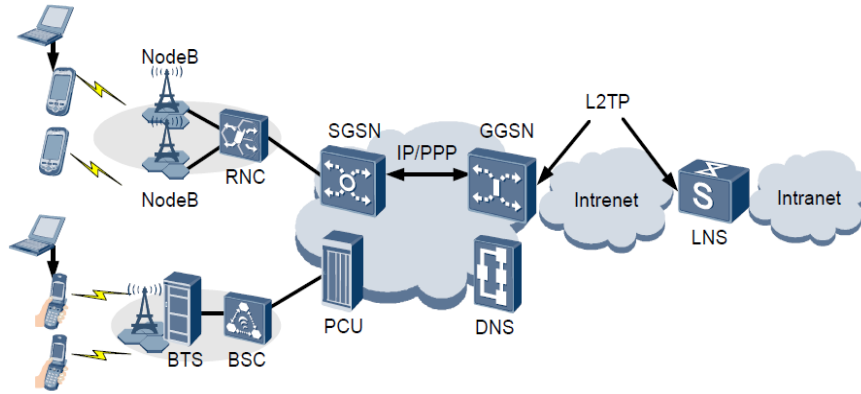 NodeB
L2TP
SGSN
GGSN
IP/PPP
RNC
NodeB
Intrenet
S
Intranet
LNS
PCU
DNS
BTS
BSC